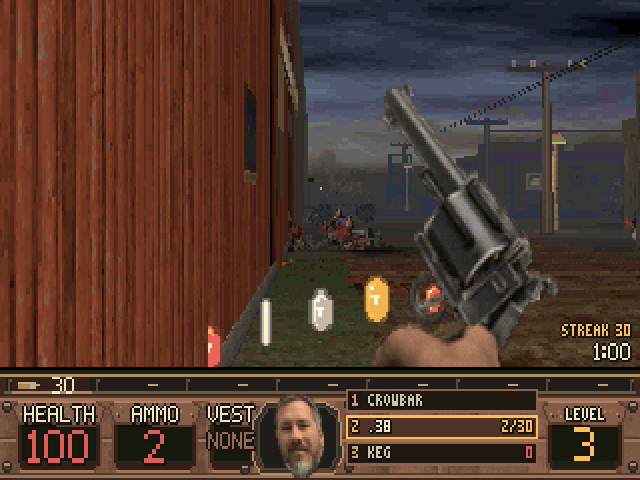 T
T
STREAK 30
1:00
30
HEALTH
100
AMMO
2
VEST
NONE
1 CROWBAR
2 .38 2/30
3 KEG 0
LEVEL
3